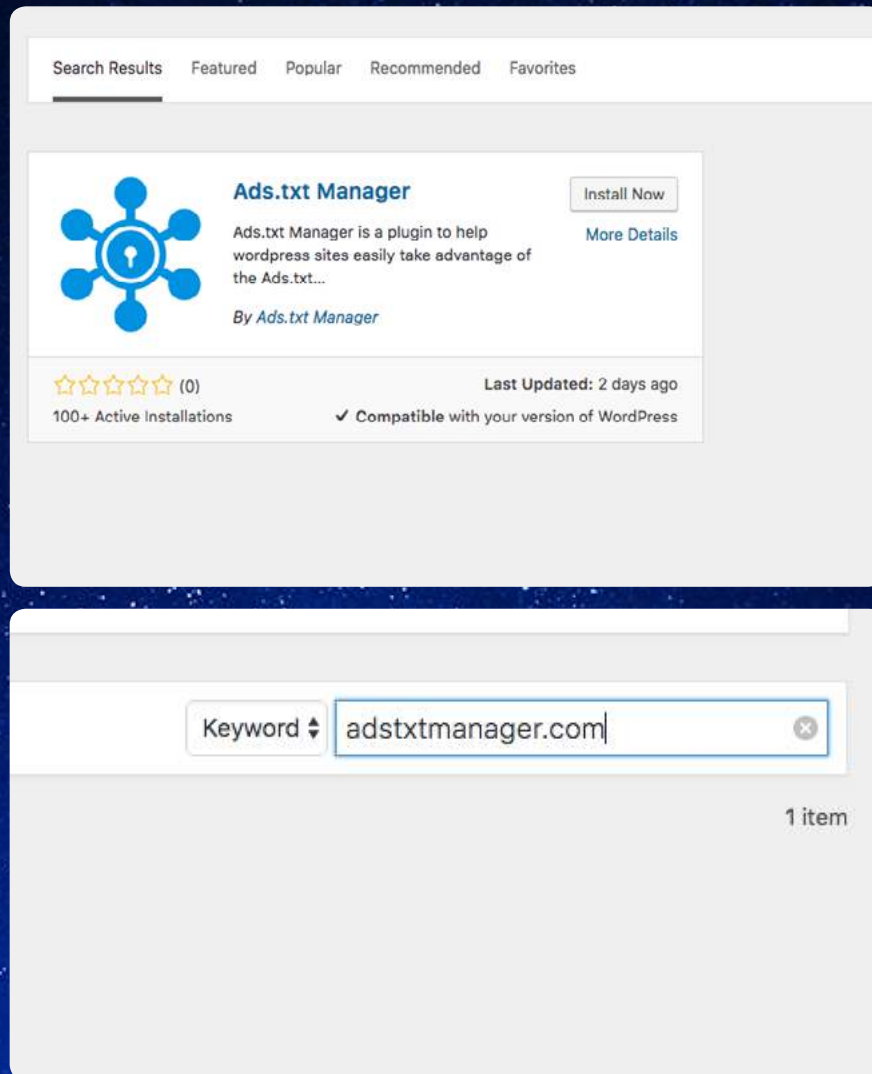 Search Results Featured Popular Recommended Favorites
Ads.txt Manager
Install Now
Ads.txt Manager is a plugin to help
wordpress sites easily take advantage of
the Ads.txt...
More Details
By Ads.txt Manager
(0)
Last Updated: 2 days ago
100+ Active Installations
✓ Compatible with your version of WordPress
Keyword adstxtmanager.com
1 item